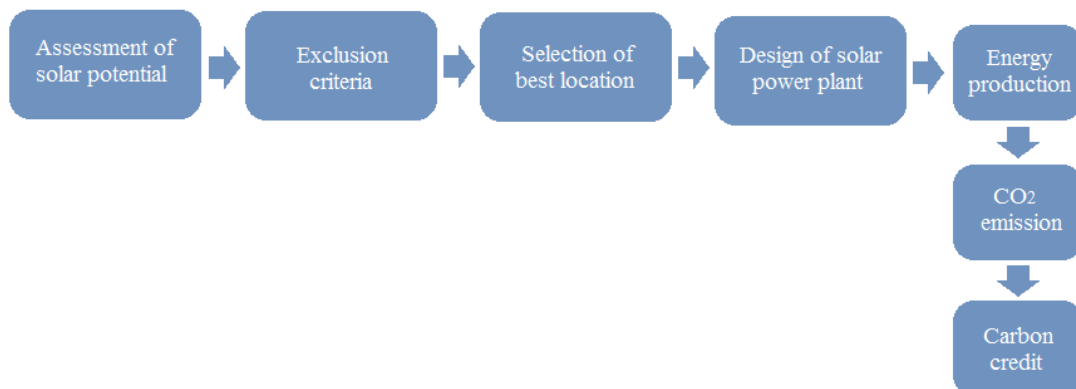 Assessment of
solar potential
Exclusion
criteria
Selection of
best location
Design of solar
power plant
Energy
production
CO2
emission
Carbon
credit